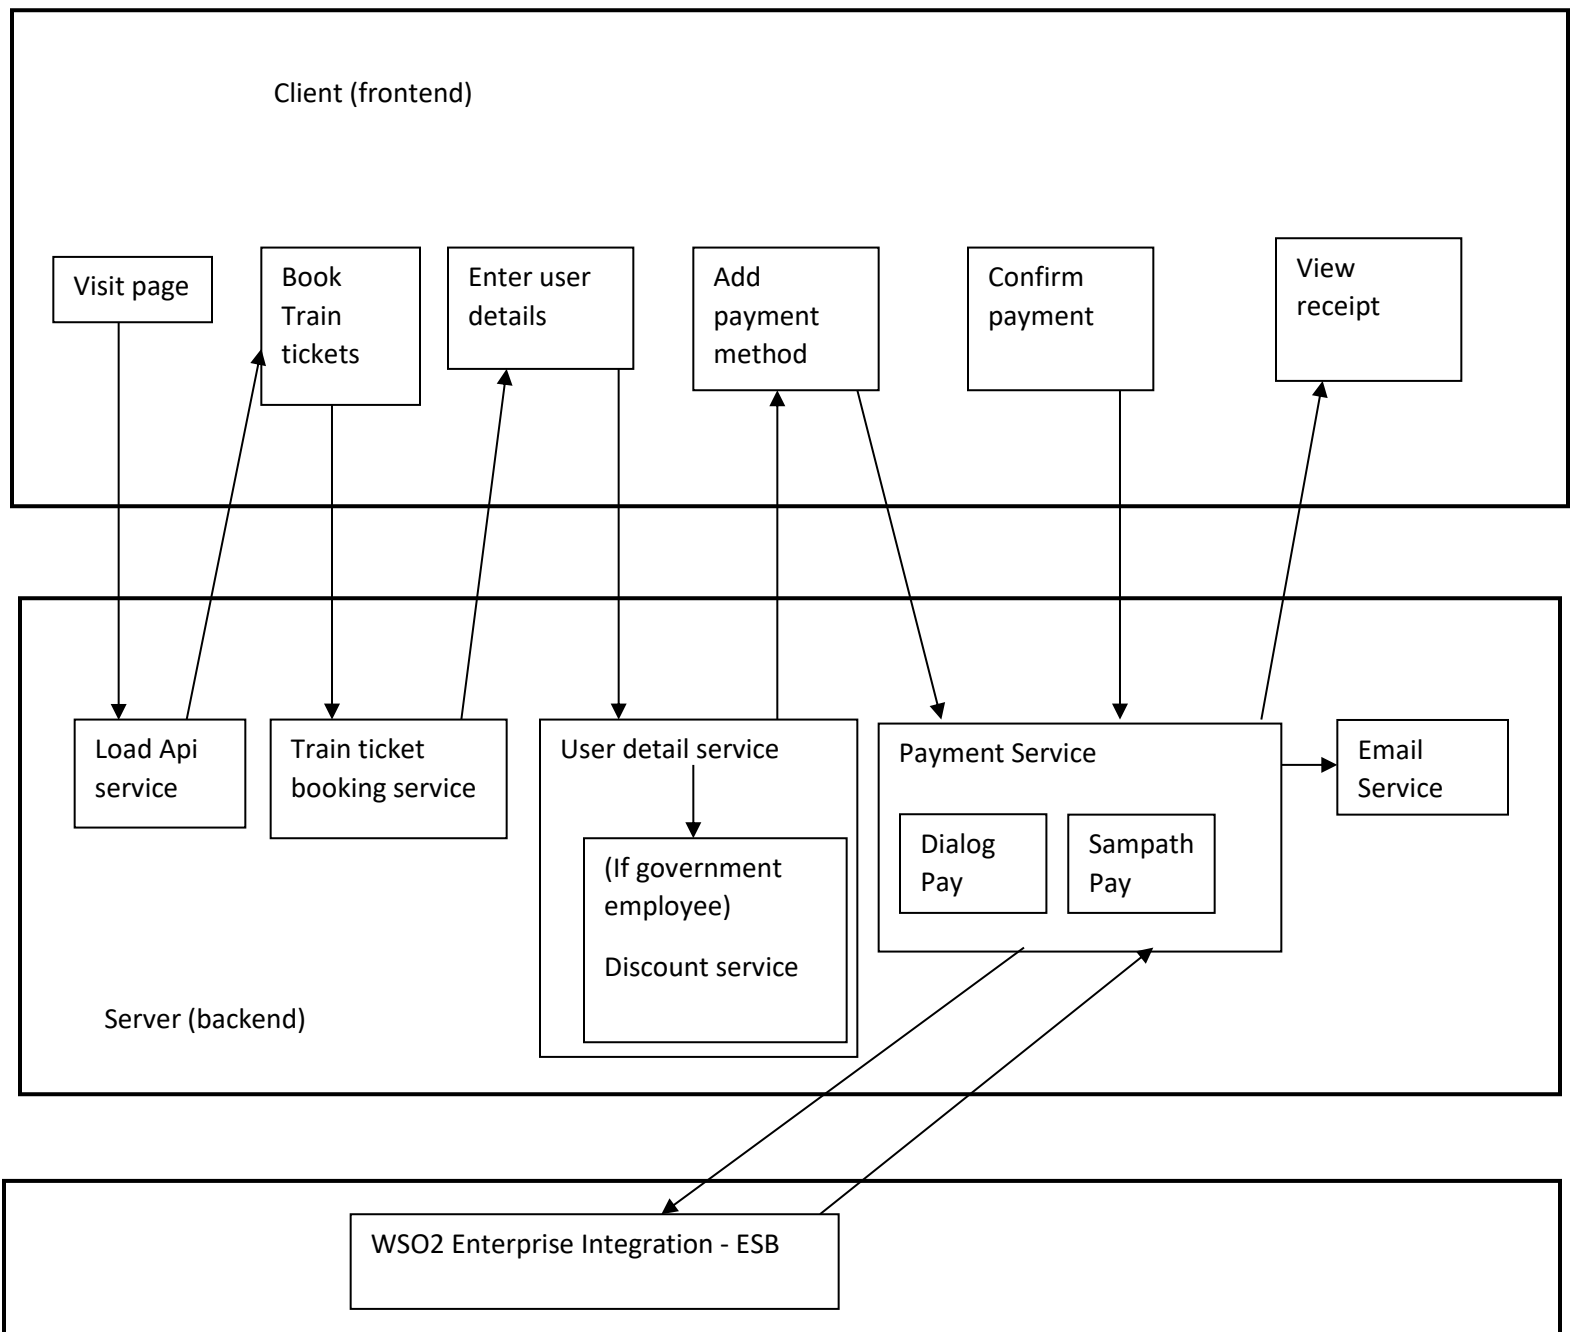 Client (frontend)
Visit page
Book
Train
tickets
Enter user
details
Add
payment
method
Confirm
payment
View
receipt
Load Api
service
Train ticket
booking service
User detail service
(If government
employee)
Discount service
Payment Service
Dialog
Pay
Sampath
Pay
Email
Service
Server (backend)
WSO2 Enterprise Integration - ESB